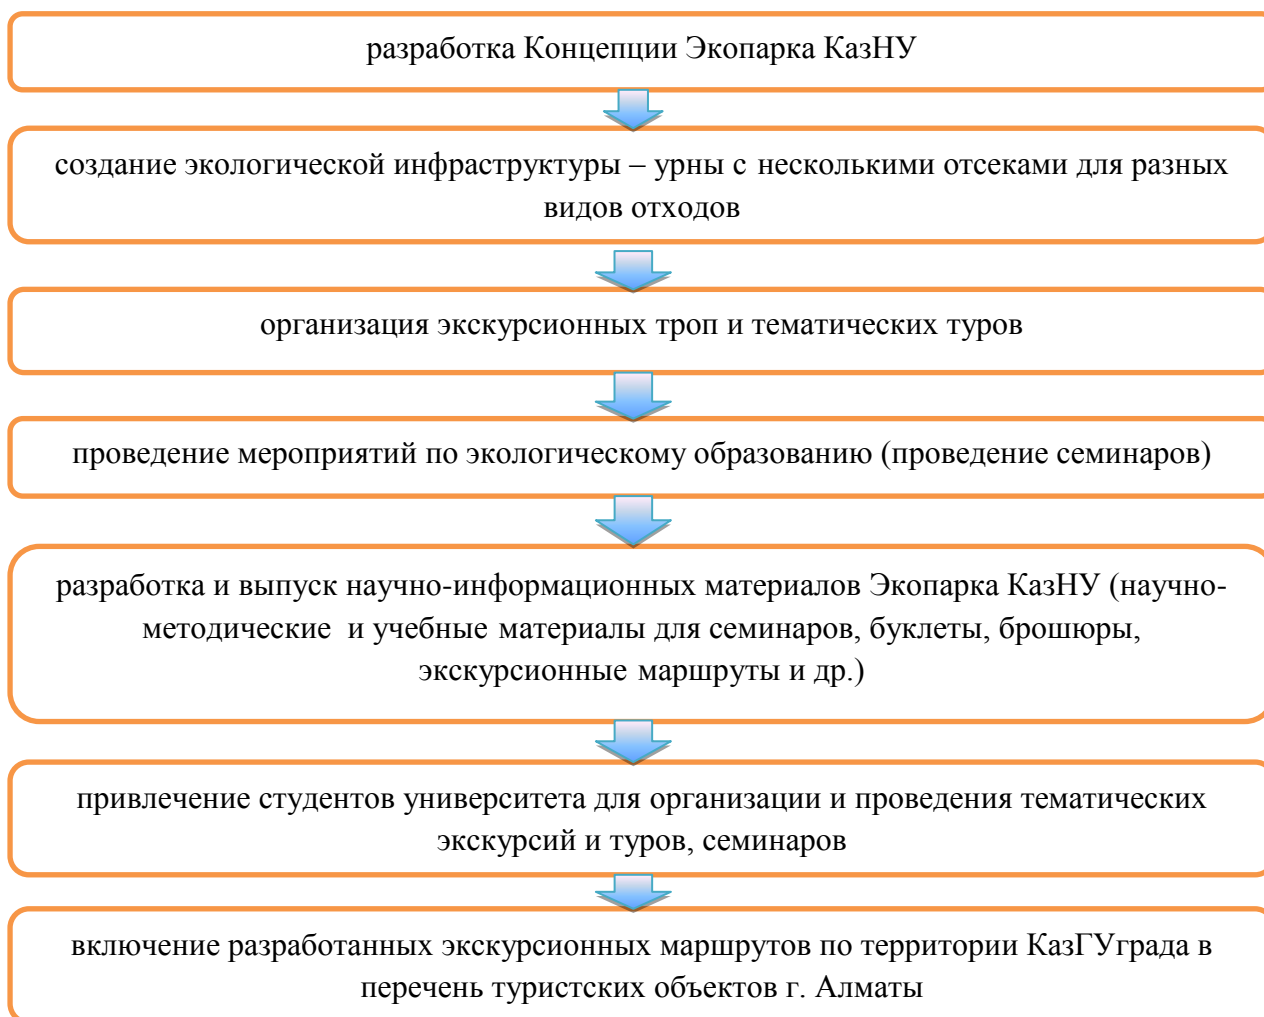 разработка Концепции Экопарка КазНУ
создание экологической инфраструктуры – урны с несколькими отсеками для разных
видов отходов
организация экскурсионных троп и тематических туров
проведение мероприятий по экологическому образованию (проведение семинаров)
разработка и выпуск научно-информационных материалов Экопарка КазНУ (научно-
методические и учебные материалы для семинаров, буклеты, брошюры,
экскурсионные маршруты и др.)
привлечение студентов университета для организации и проведения тематических
экскурсий и туров, семинаров
включение разработанных экскурсионных маршрутов по территории КазГУграда в
перечень туристских объектов г. Алматы